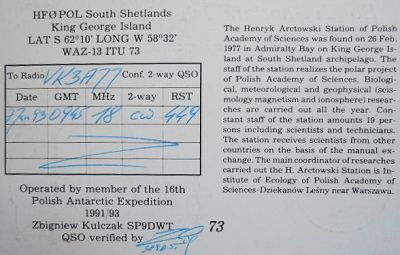 HFØPOL South Shetlands
King George Island
LAT S 62°10' LONG W 58°32'
WAZ-13 ITU 73
To Radio VK3A77 Conf. 2-way QSO
Date GMT MHz 2-way RST
93 0945 18 CW 449
Operated by member of the 16th
Polish Antarctic Expedition
1991/93
Zbigniew Kulczak SP9DWT
QSO verified by
73
The Henryk Arctowski Station of Polish
Academy of Sciences was found on 26 Feb.
1977 in Admiralty Bay on King George Is-
land at South Shetland archipelago. The
staff of the station realizes the polar project
of Polish Academy of Sciences. Biologi-
cal, meteorological and geophysical (seis-
mology magnetism and ionosphere) resear-
ches are carried out all the year. Con-
stant staff of the station amounts 19 per-
sons including scientists and technicians.
The station receives scientists from other
countries on the basis of the manual ex-
change. The main coordinator of researches
carried out the H. Arctowski Station is In-
stitute of Ecology of Polish Academy of
Sciences-Dziekanów Leśny near Warszawa.